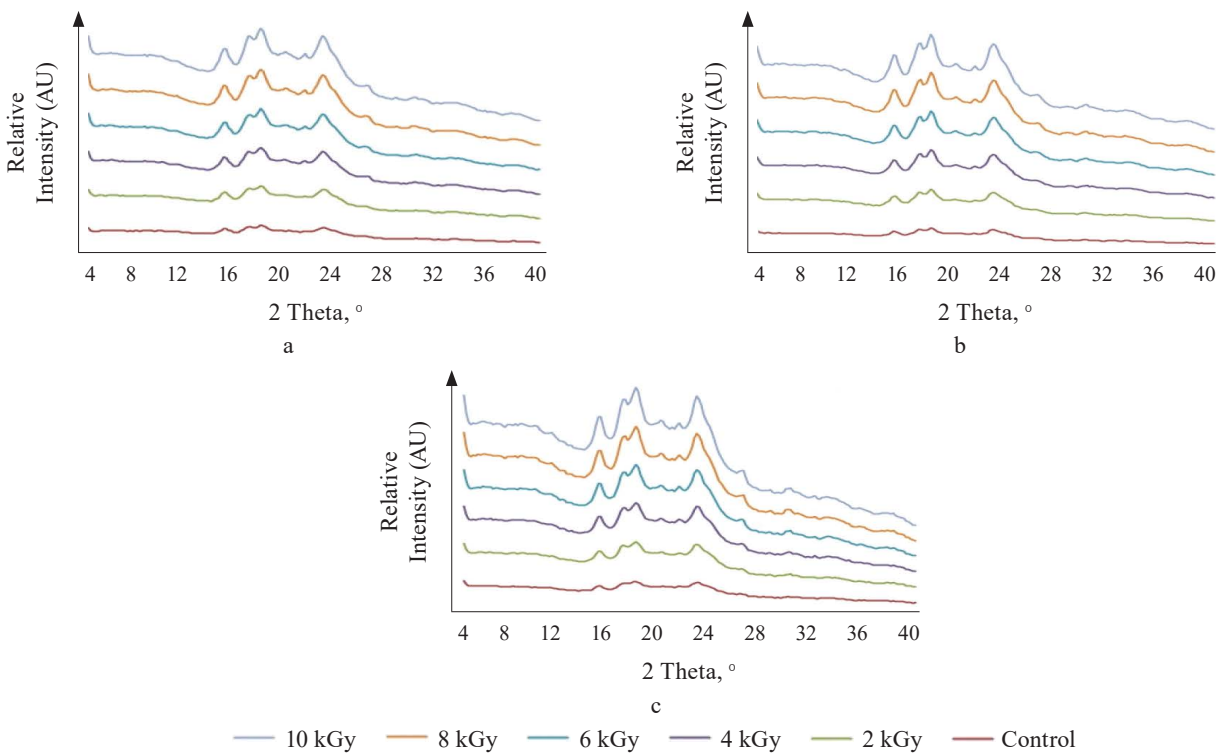 Relative
Intensity (AU)
4 8 12 16 20 24 28 32 36 40
2 Theta, °
a
Relative
Intensity (AU)
4 8 12 16 20 24 28 32 36 40
2 Theta, °
b
Relative
Intensity (AU)
4 8 12 16 20 24 28 32 36 40
2 Theta, °
c
10 kGy 8 kGy 6 kGy 4 kGy 2 kGy Control